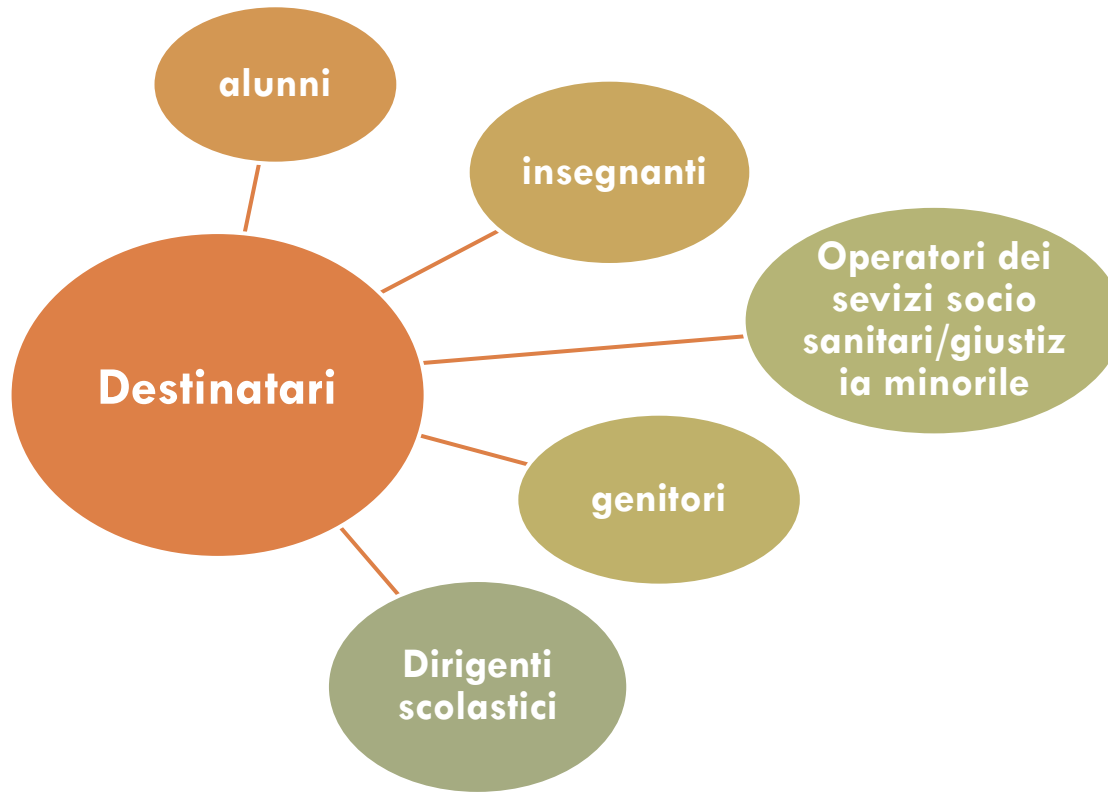 alunni
insegnanti
Operatori dei
sevizi socio
sanitari/giustiz
ia minorile
Destinatari
genitori
Dirigenti
scolastici